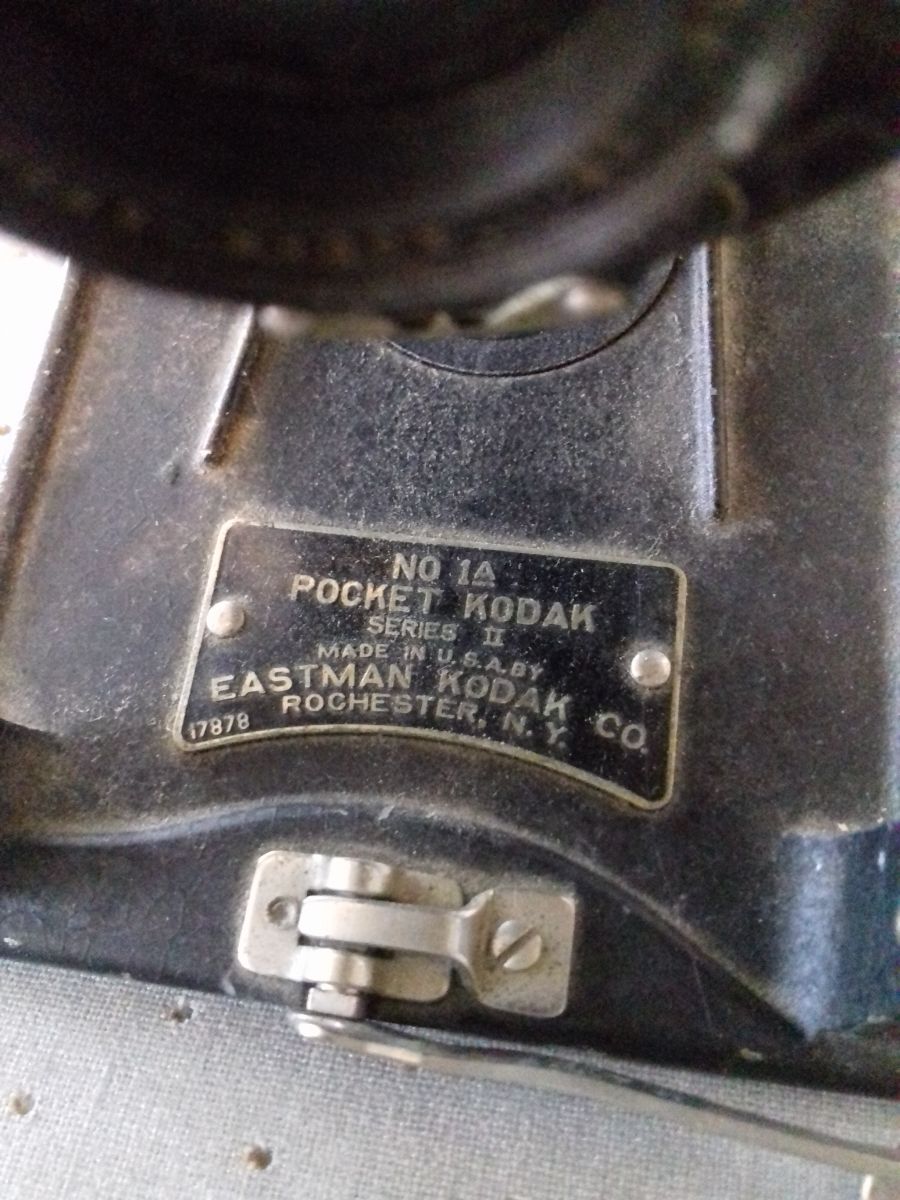 NO 1A
POCKET KODAK
SERIES II
MADE IN U.S.A. BY
EASTMAN KODAK CO.
ROCHESTER, N.Y.
17878